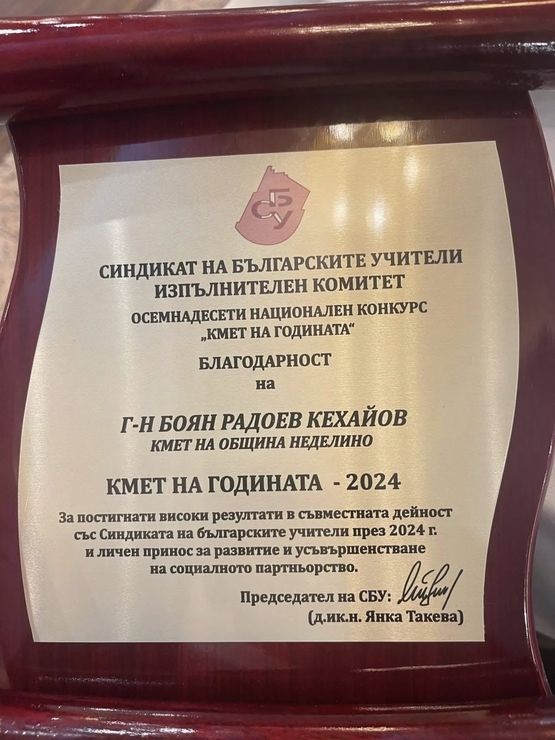 СБУ
СИНДИКАТ НА БЪЛГАРСКИТЕ УЧИТЕЛИ
ИЗПЪЛНИТЕЛЕН КОМИТЕТ
ОСЕМНАДЕСЕТИ НАЦИОНАЛЕН КОНКУРС
„КМЕТ НА ГОДИНАТА“
БЛАГОДАРНОСТ
на
Г-Н БОЯН РАДОЕВ КЕХАЙОВ
КМЕТ НА ОБЩИНА НЕДЕЛИНО
КМЕТ НА ГОДИНАТА - 2024
За постигнати високи резултати в съвместната дейност
със Синдиката на българските учители през 2024 г.
и личен принос за развитие и усъвършенстване
на социалното партньорство.
Председател на СБУ:
(д.ик.н. Янка Такева)